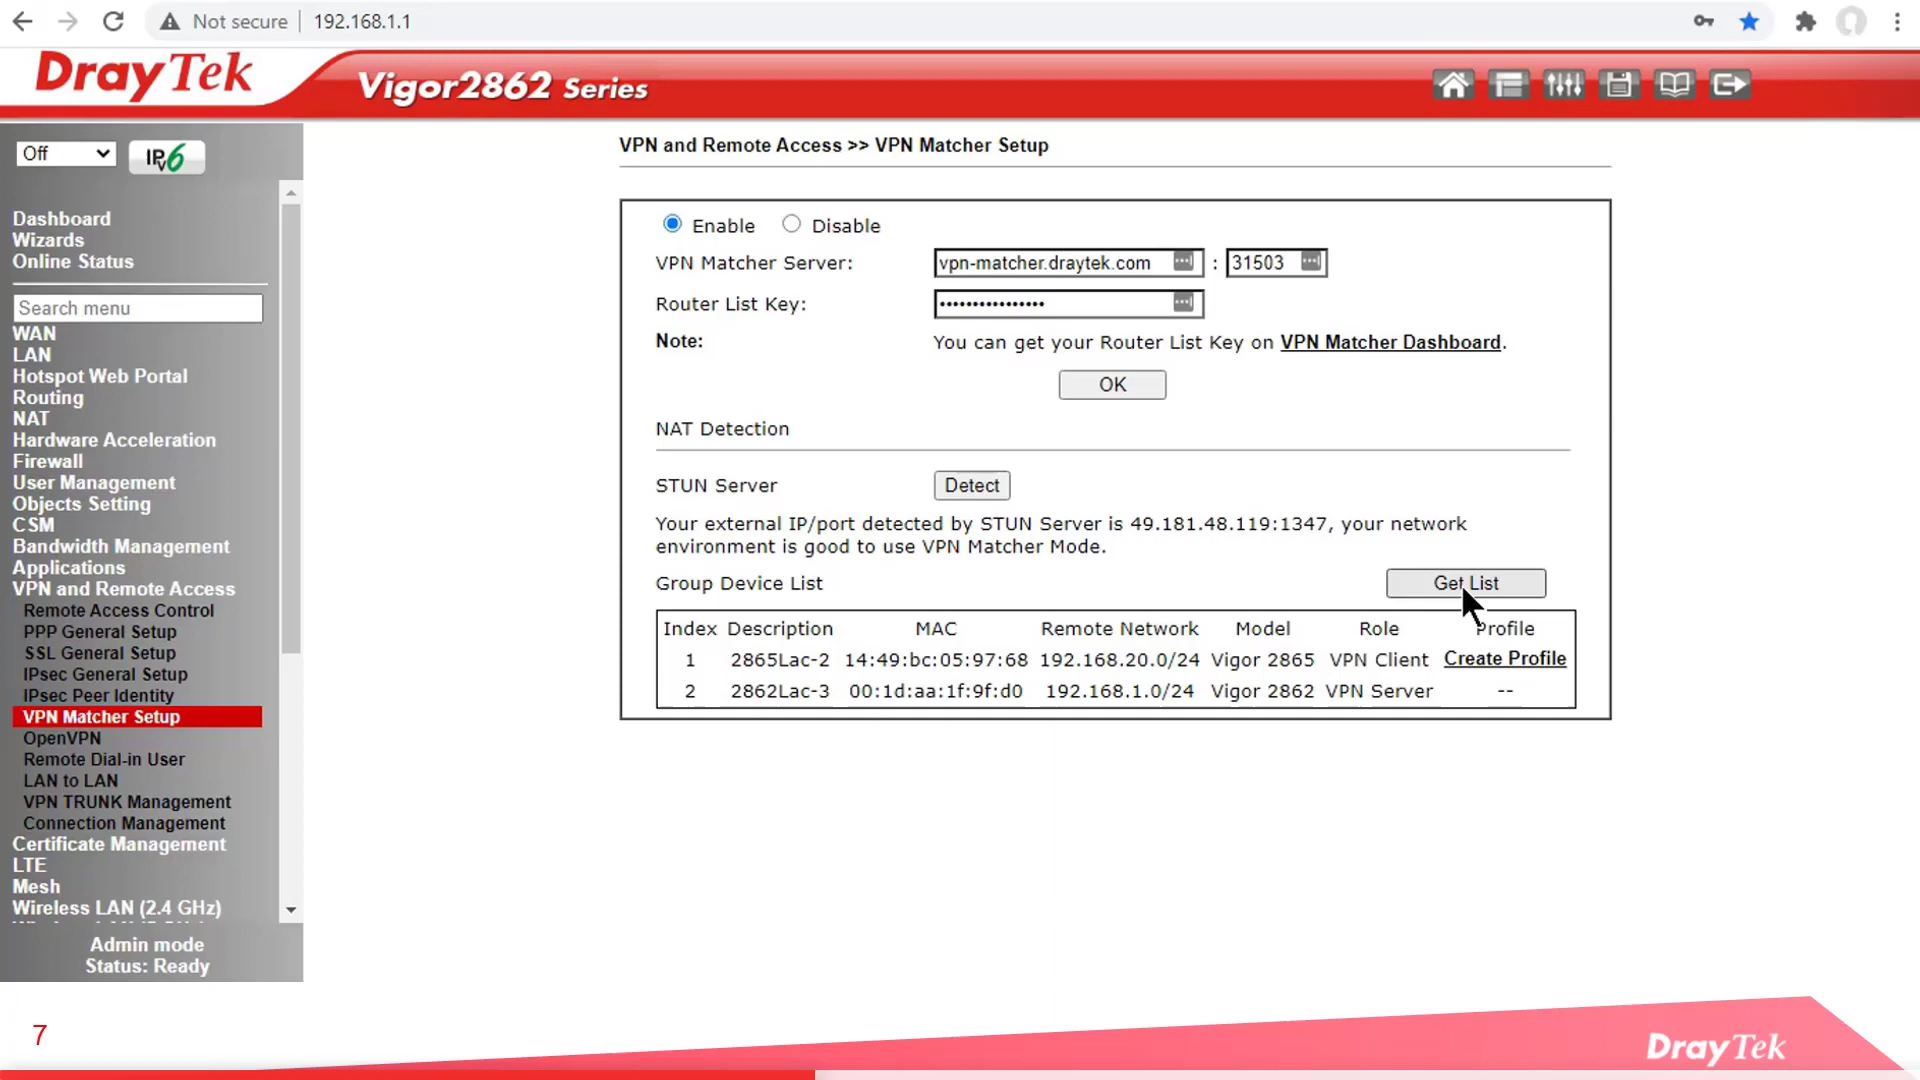 Not secure | 192.168.1.1
DrayTek
Vigor2862 Series
Off
IPv6
Dashboard
Wizards
Online Status
Search menu
WAN
LAN
Hotspot Web Portal
Routing
NAT
Hardware Acceleration
Firewall
User Management
Objects Setting
CSM
Bandwidth Management
Applications
VPN and Remote Access
Remote Access Control
PPP General Setup
SSL General Setup
IPsec General Setup
IPsec Peer Identity
VPN Matcher Setup
OpenVPN
Remote Dial-in User
LAN to LAN
VPN TRUNK Management
Connection Management
Certificate Management
LTE
Mesh
Wireless LAN (2.4 GHz)
Admin mode
Status: Ready
VPN and Remote Access >> VPN Matcher Setup
Enable Disable
VPN Matcher Server: vpn-matcher.draytek.com : 31503
Router List Key: ••••••••••••••••
Note: You can get your Router List Key on VPN Matcher Dashboard.
OK
NAT Detection
STUN Server Detect
Your external IP/port detected by STUN Server is 49.181.48.119:1347, your network
environment is good to use VPN Matcher Mode.
Group Device List Get List
Index Description MAC Remote Network Model Role Profile
1 2865Lac-2 14:49:bc:05:97:68 192.168.20.0/24 Vigor 2865 VPN Client Create Profile
2 2862Lac-3 00:1d:aa:1f:9f:d0 192.168.1.0/24 Vigor 2862 VPN Server --
7
DrayTek